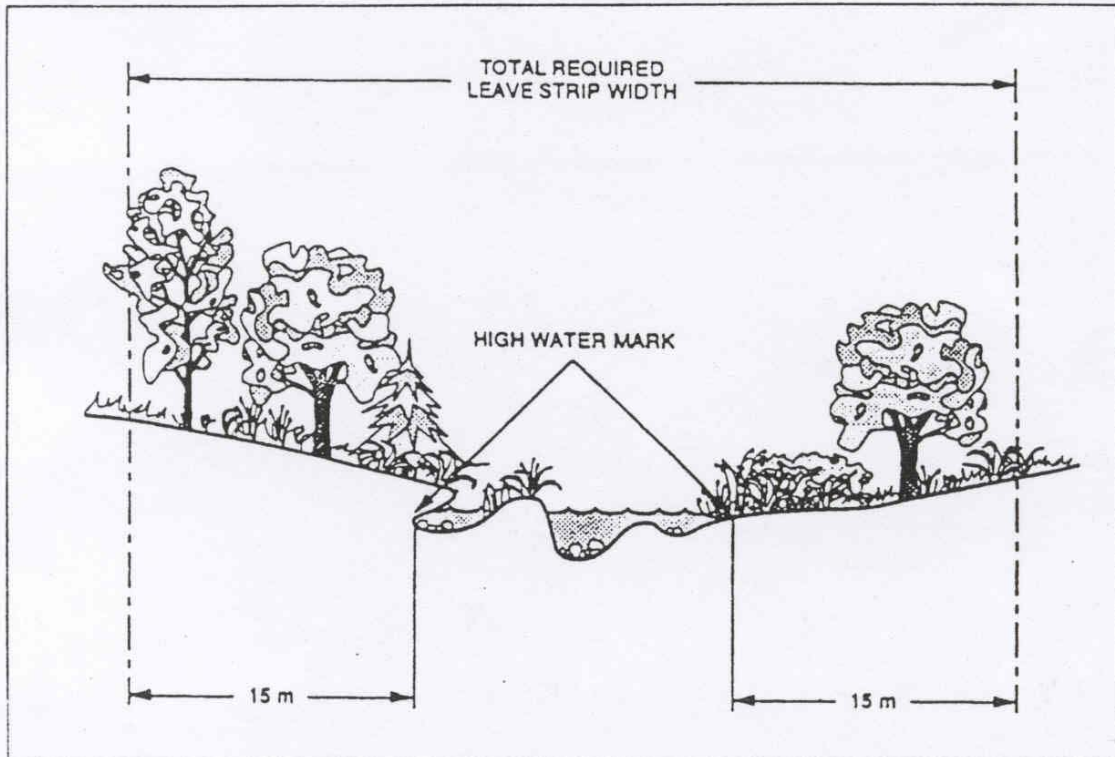 TOTAL REQUIRED
LEAVE STRIP WIDTH
HIGH WATER MARK
15 m
15 m